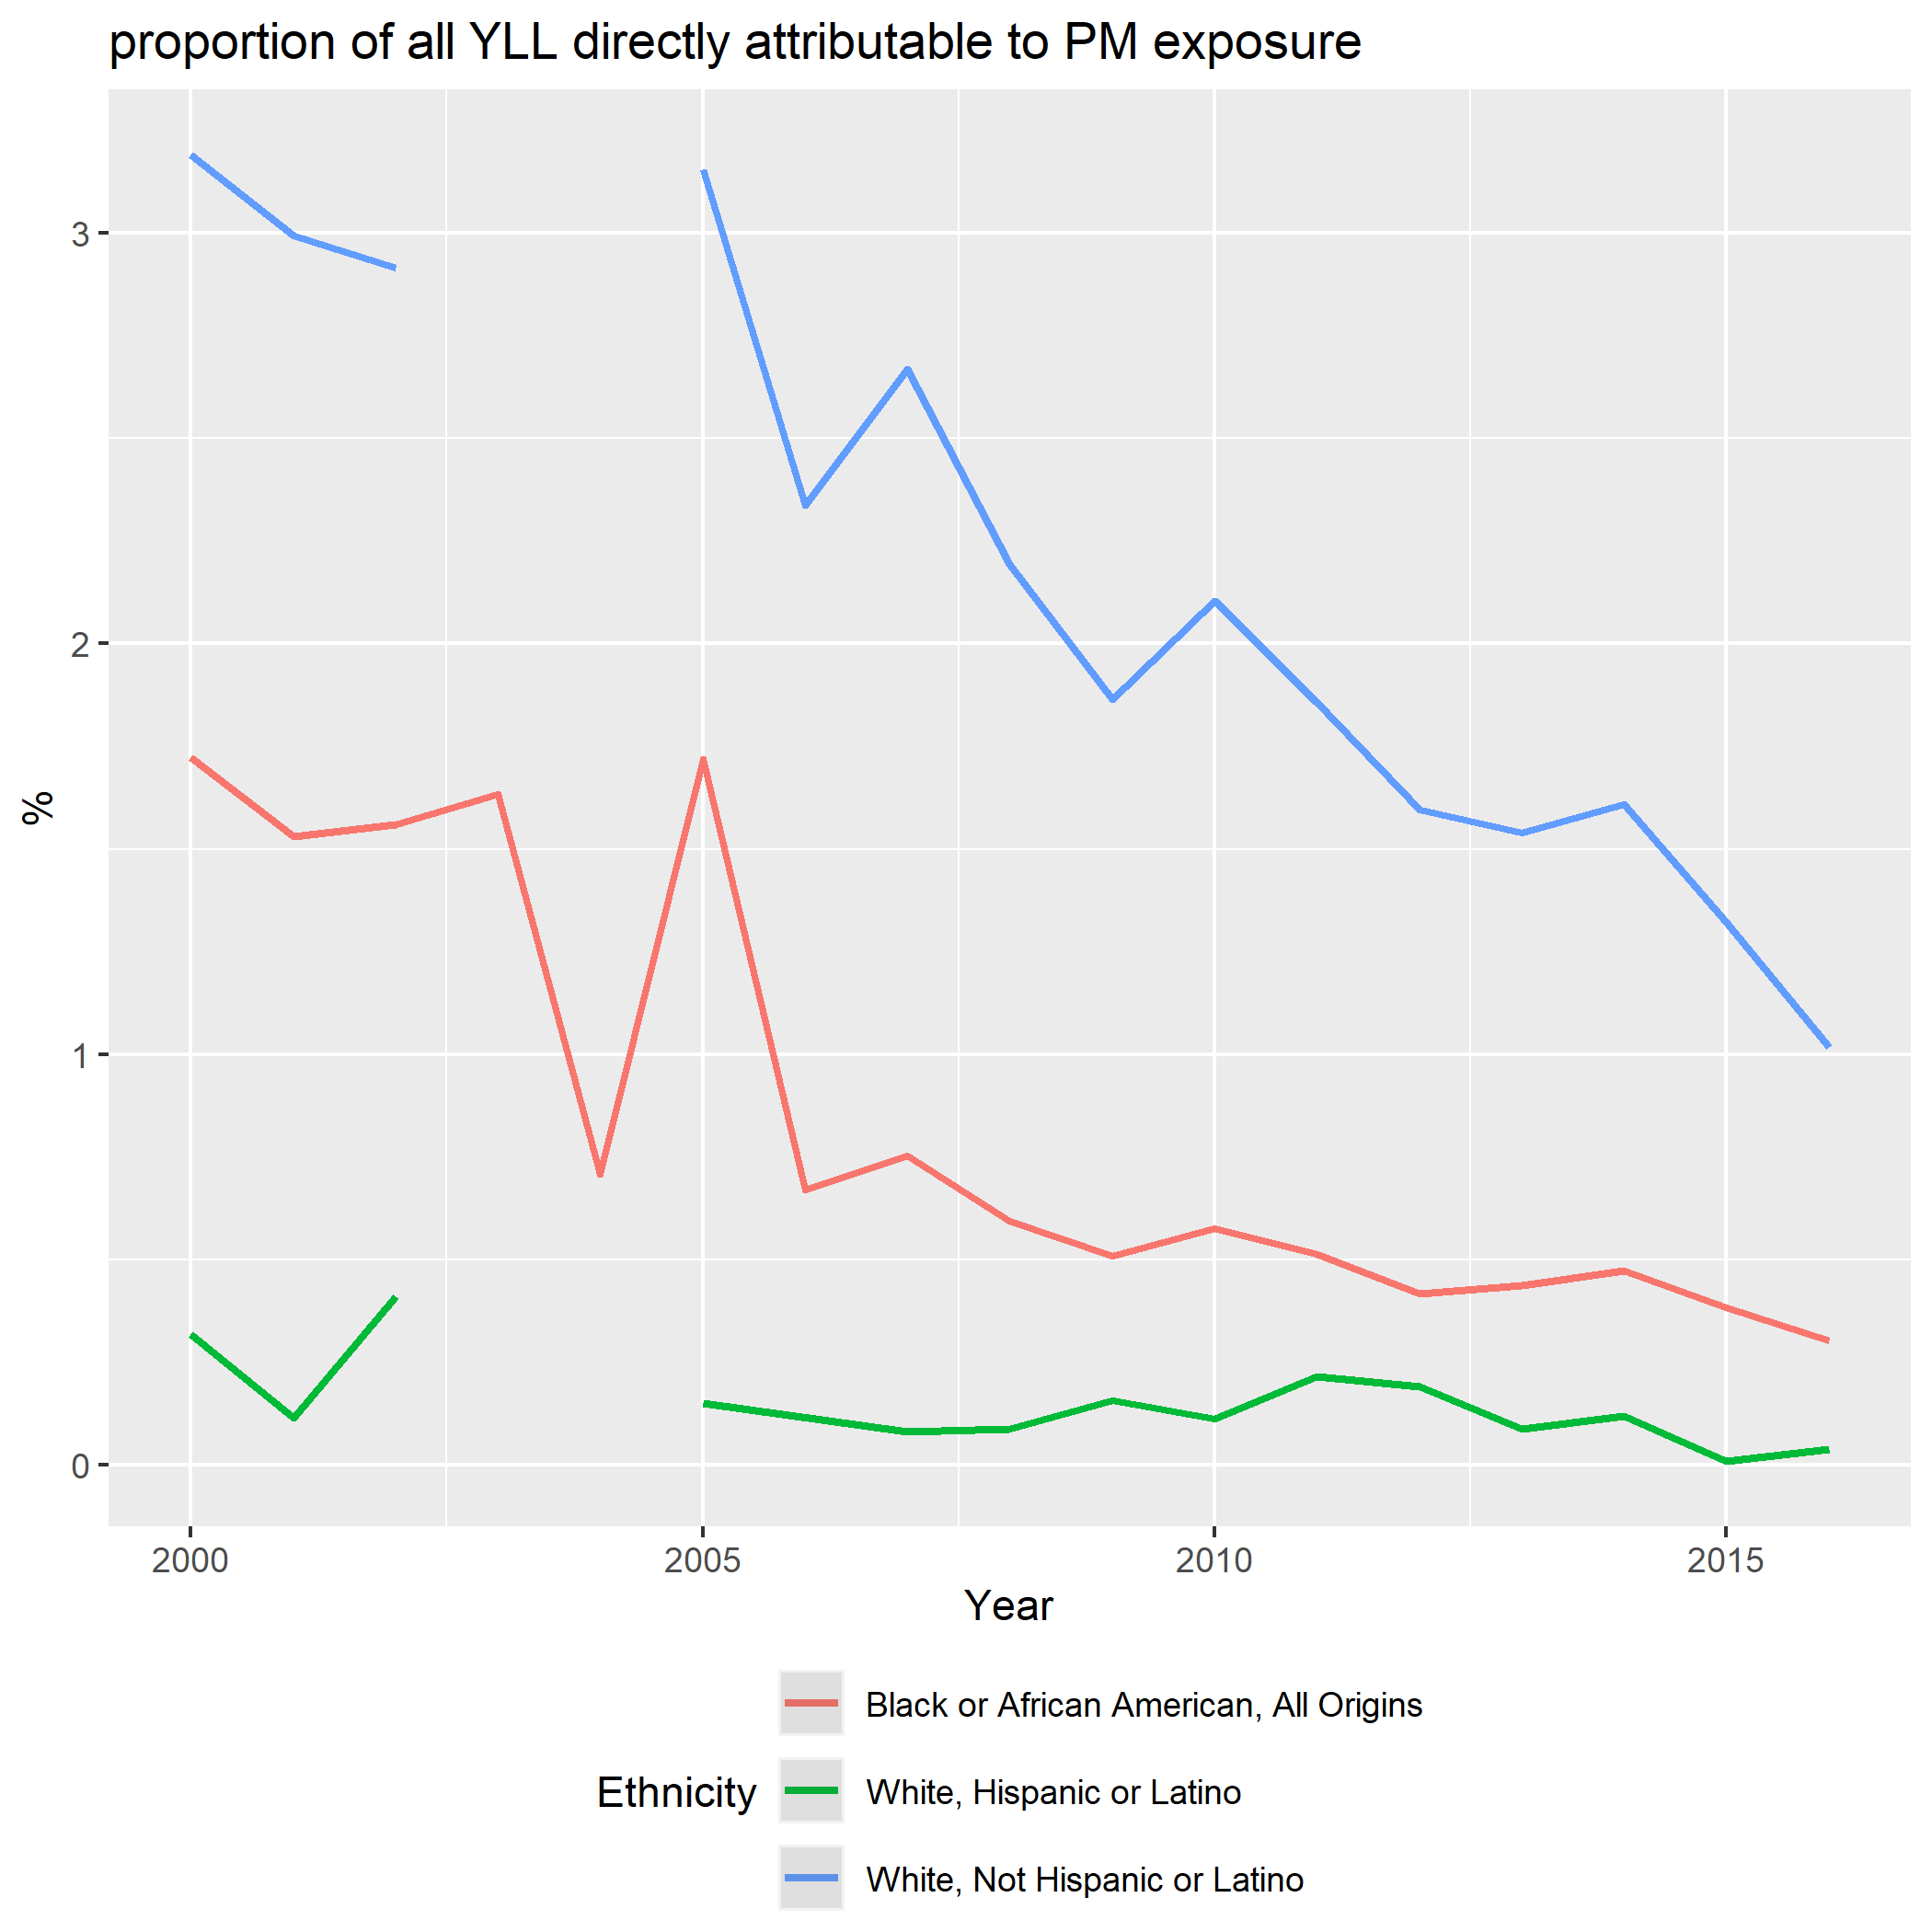 proportion of all YLL directly attributable to PM exposure
3
2
1
0
%
2000 2005 2010 2015
Year
Ethnicity
Black or African American, All Origins
White, Hispanic or Latino
White, Not Hispanic or Latino